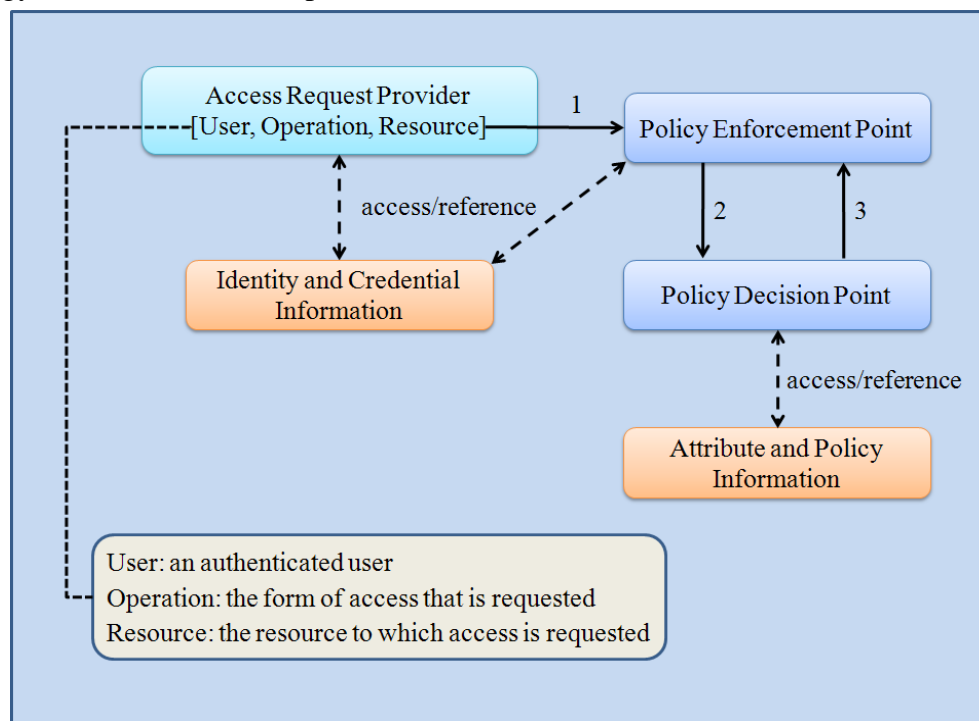 Access Request Provider
[User, Operation, Resource]
1
Policy Enforcement Point
access/reference
2
3
Identity and Credential
Information
Policy Decision Point
access/reference
Attribute and Policy
Information
User: an authenticated user
Operation: the form of access that is requested
Resource: the resource to which access is requested